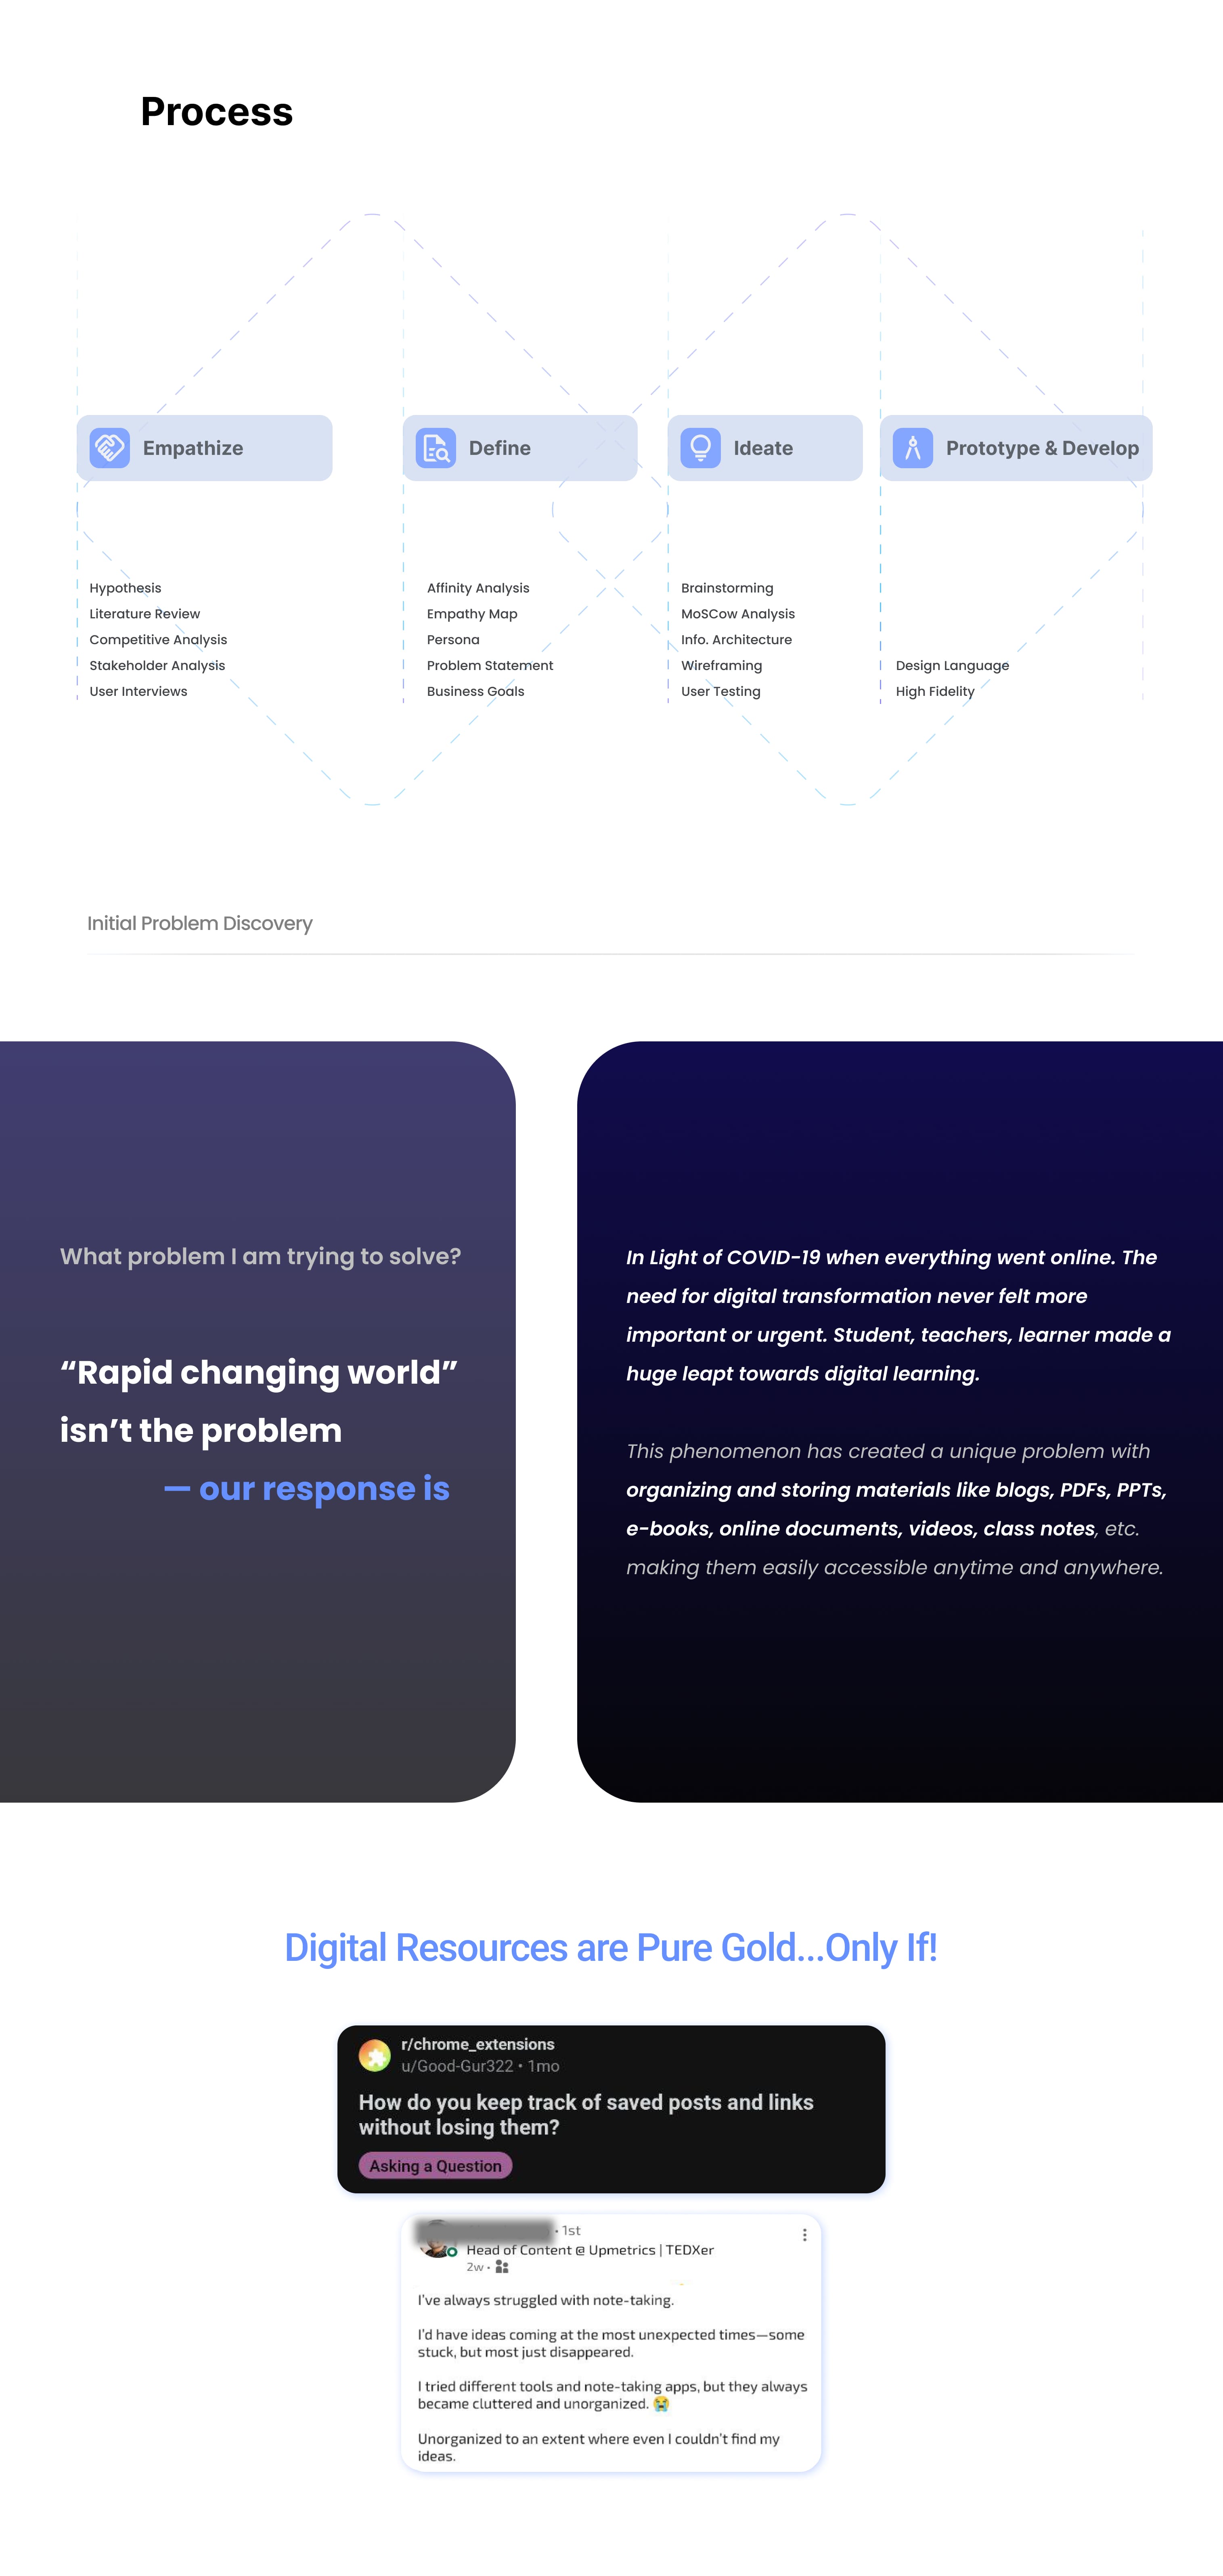 Process
Empathize
Define
Ideate
Prototype & Develop
Hypothesis
Literature Review
Competitive Analysis
Stakeholder Analysis
User Interviews
Affinity Analysis
Empathy Map
Persona
Problem Statement
Business Goals
Brainstorming
MoSCow Analysis
Info. Architecture
Wireframing
User Testing
Design Language
High Fidelity
Initial Problem Discovery
What problem I am trying to solve?
“Rapid changing world”
isn’t the problem
— our response is
In Light of COVID-19 when everything went online. The
need for digital transformation never felt more
important or urgent. Student, teachers, learner made a
huge leapt towards digital learning.
This phenomenon has created a unique problem with
organizing and storing materials like blogs, PDFs, PPTs,
e-books, online documents, videos, class notes, etc.
making them easily accessible anytime and anywhere.
Digital Resources are Pure Gold...Only If!
r/chrome_extensions
u/Good-Gur322 • 1mo
How do you keep track of saved posts and links
without losing them?
Asking a Question
• 1st
Head of Content @ Upmetrics | TEDXer
2w •
I’ve always struggled with note-taking.
I’d have ideas coming at the most unexpected times—some
stuck, but most just disappeared.
I tried different tools and note-taking apps, but they always
became cluttered and unorganized. 😭
Unorganized to an extent where even I couldn’t find my
ideas.